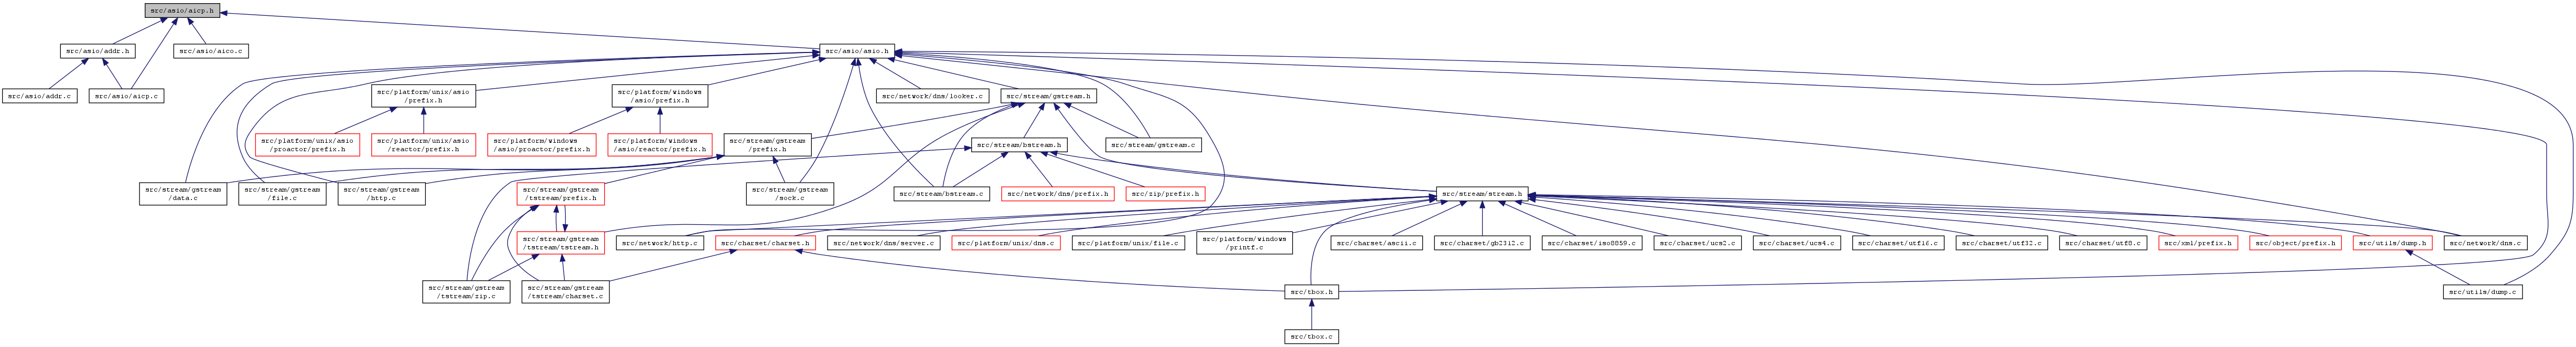 src/asio/aicp.h
src/asio/addr.h
src/asio/aico.c
src/asio/asio.h
src/asio/addr.c
src/asio/aicp.c
src/platform/unix/asio
/prefix.h
src/platform/windows
/asio/prefix.h
src/network/dns/looker.c
src/stream/gstream.h
src/platform/unix/asio
/proactor/prefix.h
src/platform/unix/asio
/reactor/prefix.h
src/platform/windows
/asio/proactor/prefix.h
src/platform/windows
/asio/reactor/prefix.h
src/stream/gstream
/prefix.h
src/stream/bstream.h
src/stream/gstream.c
src/stream/gstream
/data.c
src/stream/gstream
/file.c
src/stream/gstream
/http.c
src/stream/gstream
/tstream/prefix.h
src/stream/gstream
/sock.c
src/stream/bstream.c
src/network/dns/prefix.h
src/zip/prefix.h
src/stream/stream.h
src/stream/gstream
/tstream/tstream.h
src/network/http.c
src/charset/charset.h
src/network/dns/server.c
src/platform/unix/dns.c
src/platform/unix/file.c
src/platform/windows
/printf.c
src/charset/ascii.c
src/charset/gb2312.c
src/charset/iso8859.c
src/charset/ucs2.c
src/charset/ucs4.c
src/charset/utf16.c
src/charset/utf32.c
src/charset/utf8.c
src/xml/prefix.h
src/object/prefix.h
src/utils/dump.h
src/network/dns.c
src/stream/gstream
/tstream/zip.c
src/stream/gstream
/tstream/charset.c
src/tbox.h
src/utils/dump.c
src/tbox.c